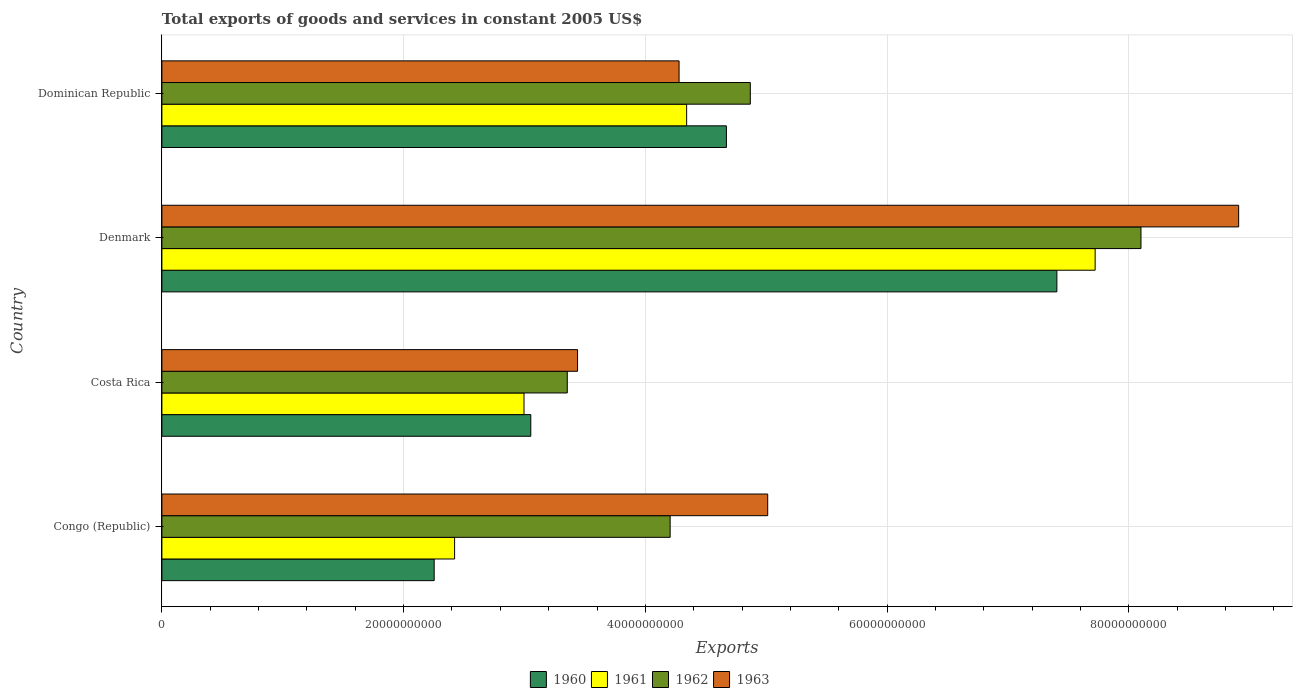 Total exports of goods and services in constant 2005 US$
Dominican Republic
Denmark
Costa Rica
Congo (Republic)
Country
0
20000000000
40000000000
60000000000
80000000000
Exports
1960
1961
1962
1963